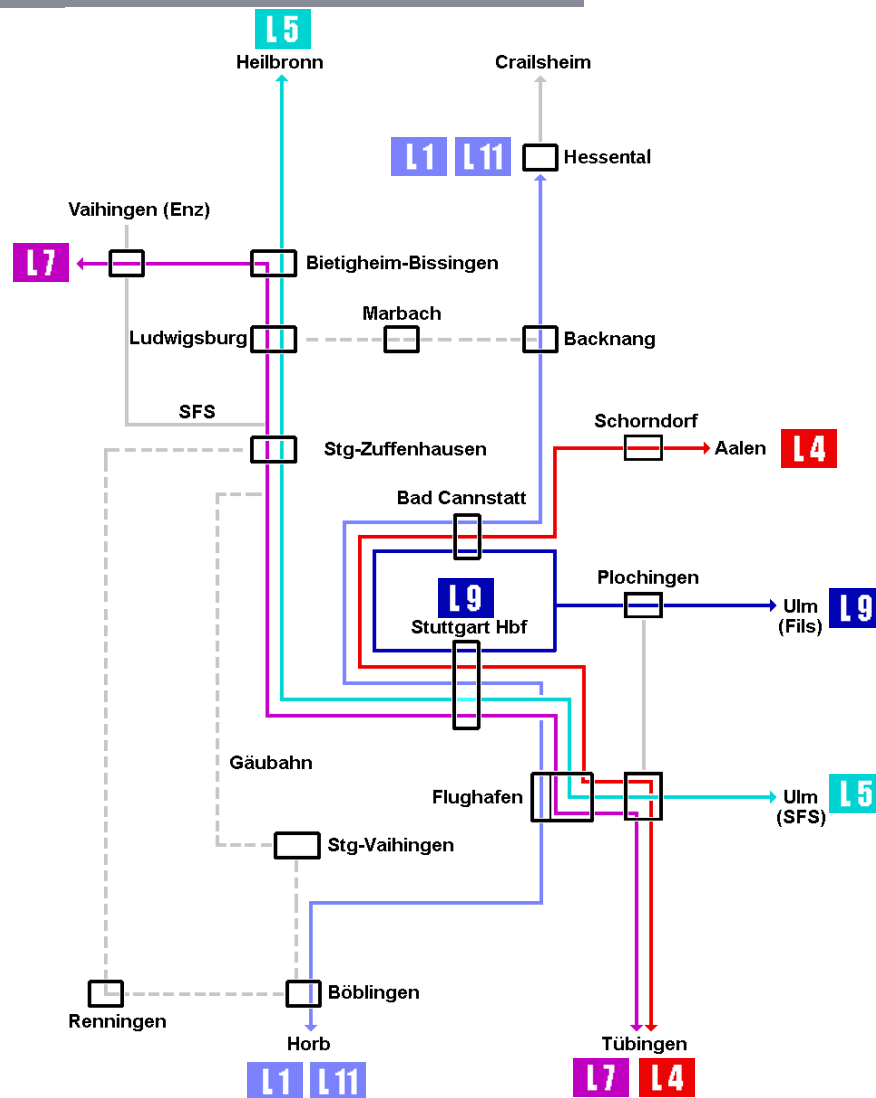 L5
Heilbronn
Crailsheim
L1 L11
Hessental
Vaihingen (Enz)
L7
Bietigheim-Bissingen
Marbach
Ludwigsburg
Backnang
SFS
Schorndorf
Stg-Zuffenhausen
Aalen
L4
Bad Cannstatt
Plochingen
L9
Ulm
(Fils)
L9
Stuttgart Hbf
Gäubahn
Flughafen
Ulm
(SFS)
L5
Stg-Vaihingen
Böblingen
Renningen
Horb
Tübingen
L1 L11
L7 L4